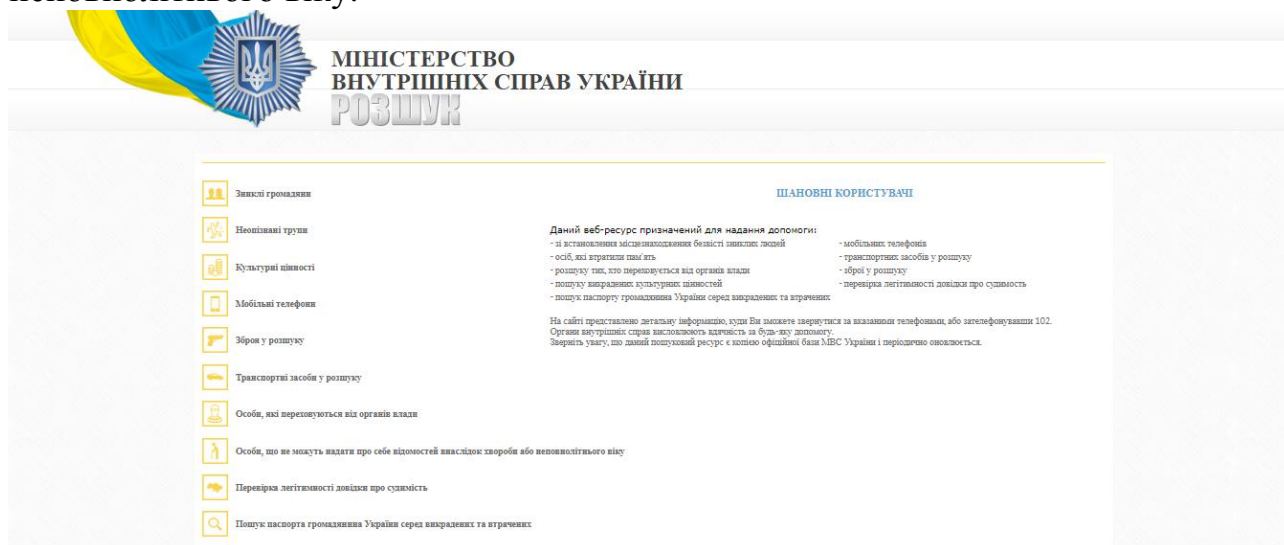 МІНІСТЕРСТВО
ВНУТРІШНІХ СПРАВ УКРАЇНИ
РОЗШУК
Зниклі громадяни
Неопізнані трупи
Культурні цінності
Мобільні телефони
Зброя у розшуку
Транспортні засоби у розшуку
Особи, які переховуються від органів влади
Особи, що не можуть надати про себе відомостей внаслідок хвороби або неповнолітнього віку
Перевірка легітимності довідки про судимість
Пошук паспорта громадянина України серед викрадених та втрачених
ШАНОВНІ КОРИСТУВАЧІ
Даний веб-ресурс призначений для надання допомоги:
- зі встановлення місцезнаходження безвісті зниклих людей
- осіб, які втратили пам'ять
- розшуку тих, хто переховується від органів влади
- пошуку викрадених культурних цінностей
- пошук паспорту громадянина України серед викрадених та втрачених
- мобільних телефонів
- транспортних засобів у розшуку
- зброї у розшуку
- перевірка легітимності довідки про судимість
На сайті представлено детальну інформацію, куди Ви зможете звернутися за вказаними телефонами, або зателефонувавши 102.
Органи внутрішніх справ висловлюють вдячність за будь-яку допомогу.
Зверніть увагу, що даний пошуковий ресурс є копією офіційної бази МВС України і періодично оновлюється.